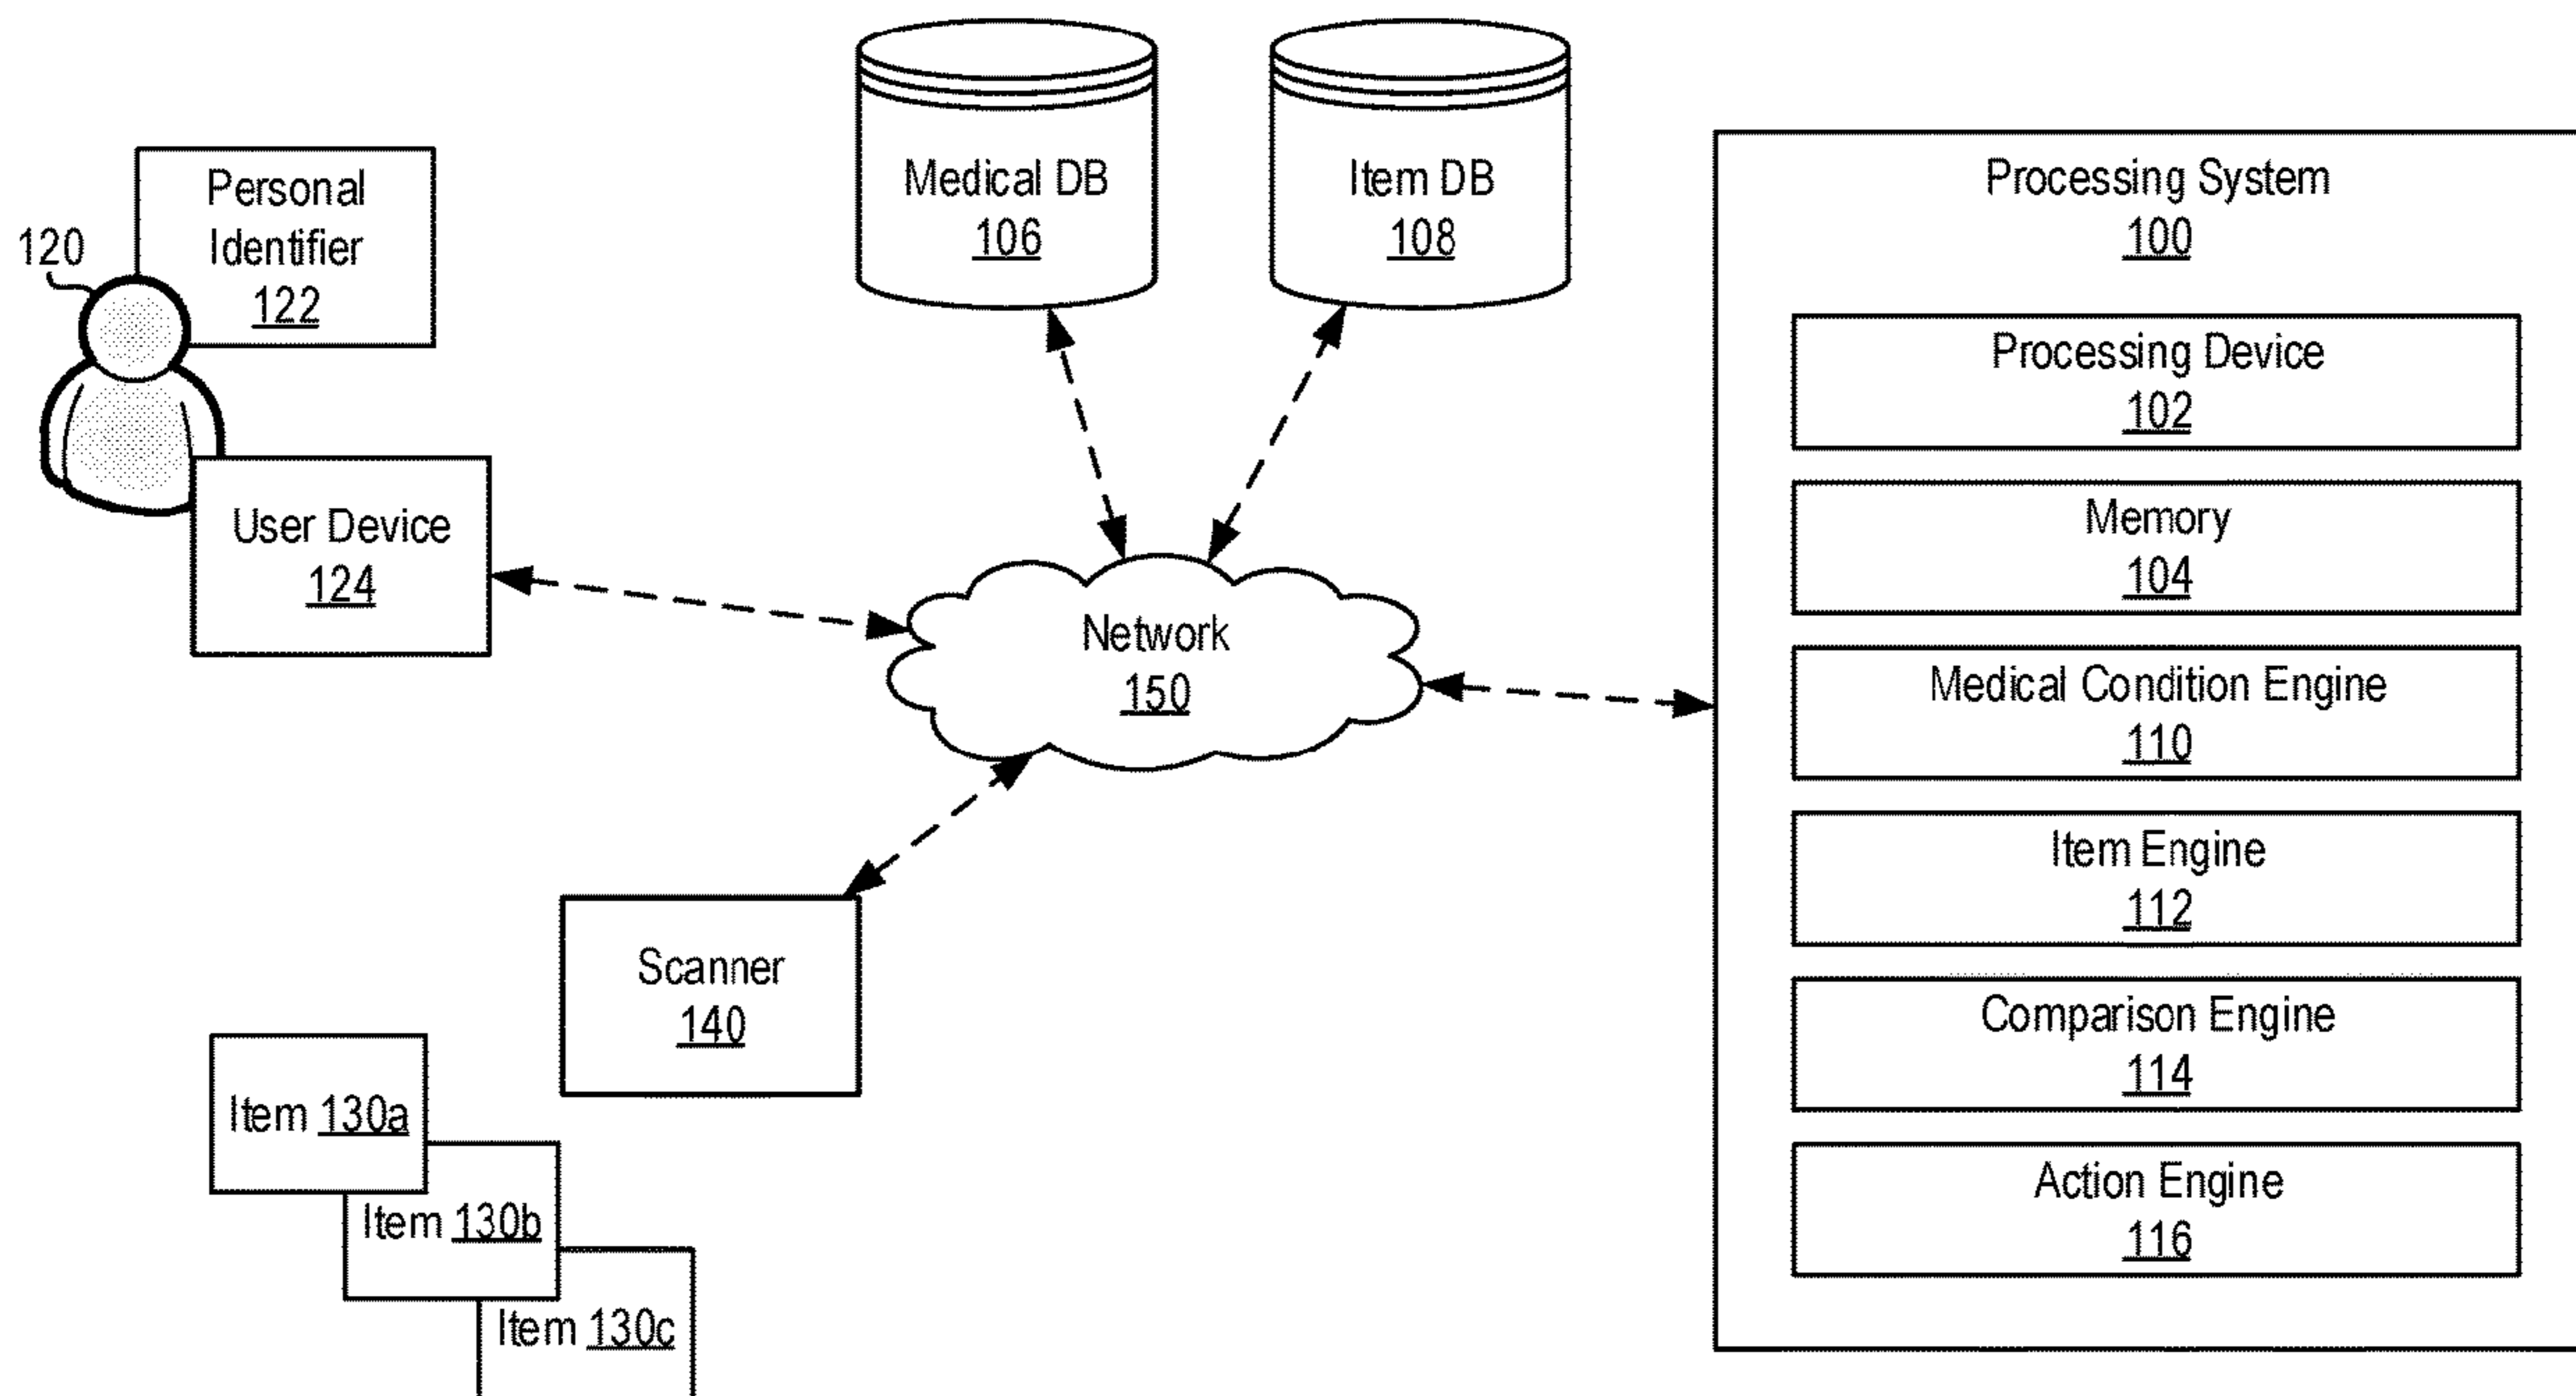 Medical DB
106
Item DB
108
Personal
Identifier
122
120
User Device
124
Network
150
Scanner
140
Item 130a
Item 130b
Item 130c
Processing System
100
Processing Device
102
Memory
104
Medical Condition Engine
110
Item Engine
112
Comparison Engine
114
Action Engine
116